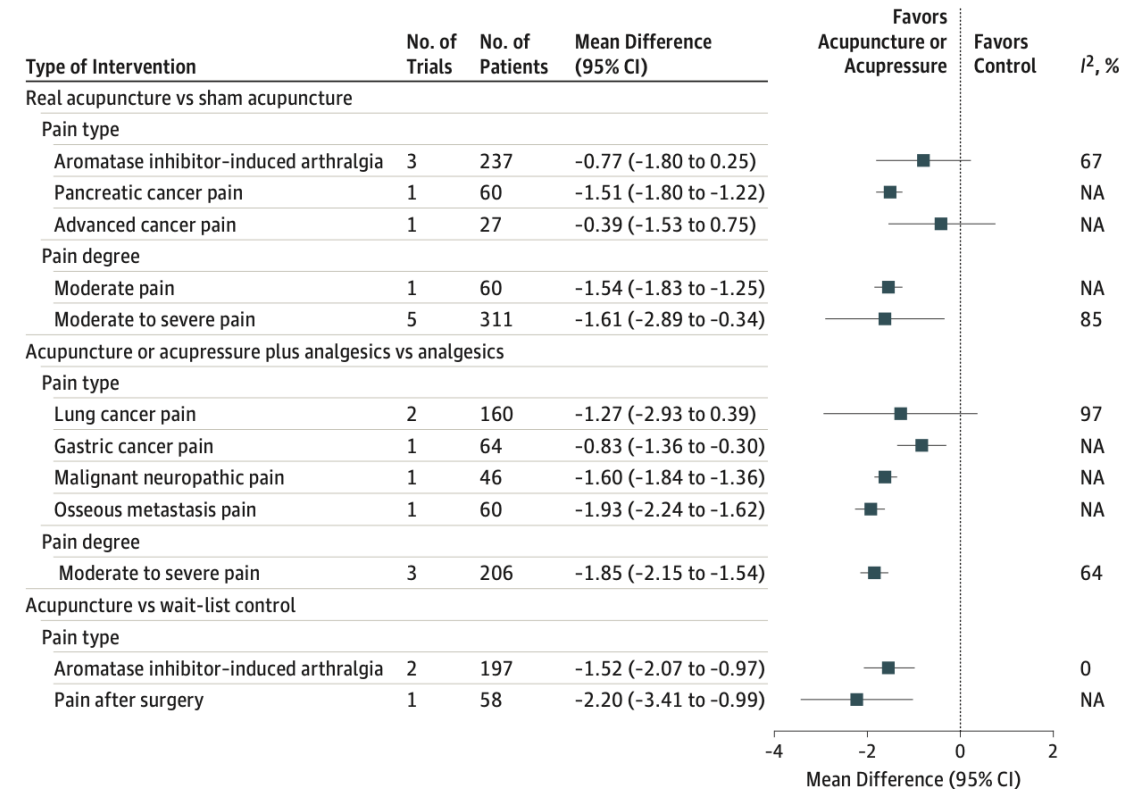 Favors
No. of No. of Mean Difference Acupuncture or Favors
Type of Intervention Trials Patients (95% CI) Acupressure Control I², %
Real acupuncture vs sham acupuncture
Pain type
Aromatase inhibitor-induced arthralgia 3 237 -0.77 (-1.80 to 0.25) 67
Pancreatic cancer pain 1 60 -1.51 (-1.80 to -1.22) NA
Advanced cancer pain 1 27 -0.39 (-1.53 to 0.75) NA
Pain degree
Moderate pain 1 60 -1.54 (-1.83 to -1.25) NA
Moderate to severe pain 5 311 -1.61 (-2.89 to -0.34) 85
Acupuncture or acupressure plus analgesics vs analgesics
Pain type
Lung cancer pain 2 160 -1.27 (-2.93 to 0.39) 97
Gastric cancer pain 1 64 -0.83 (-1.36 to -0.30) NA
Malignant neuropathic pain 1 46 -1.60 (-1.84 to -1.36) NA
Osseous metastasis pain 1 60 -1.93 (-2.24 to -1.62) NA
Pain degree
Moderate to severe pain 3 206 -1.85 (-2.15 to -1.54) 64
Acupuncture vs wait-list control
Pain type
Aromatase inhibitor-induced arthralgia 2 197 -1.52 (-2.07 to -0.97) 0
Pain after surgery 1 58 -2.20 (-3.41 to -0.99) NA
-4 -2 0 2
Mean Difference (95% CI)